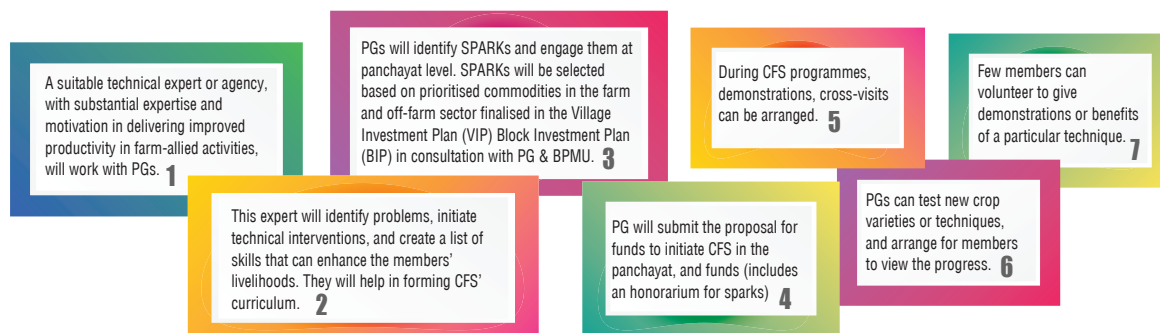 A suitable technical expert or agency,
with substantial expertise and
motivation in delivering improved
productivity in farm-allied activities,
will work with PGs. 1
This expert will identify problems, initiate
technical interventions, and create a list of
skills that can enhance the members'
livelihoods. They will help in forming CFS'
curriculum. 2
PGs will identify SPARKs and engage them at
panchayat level. SPARKs will be selected
based on prioritised commodities in the farm
and off-farm sector finalised in the Village
Investment Plan (VIP) Block Investment Plan
(BIP) in consultation with PG & BPMU. 3
PG will submit the proposal for
funds to initiate CFS in the
panchayat, and funds (includes
an honorarium for sparks) 4
During CFS programmes,
demonstrations, cross-visits
can be arranged. 5
PGs can test new crop
varieties or techniques,
and arrange for members
to view the progress. 6
Few members can
volunteer to give
demonstrations or benefits
of a particular technique. 7